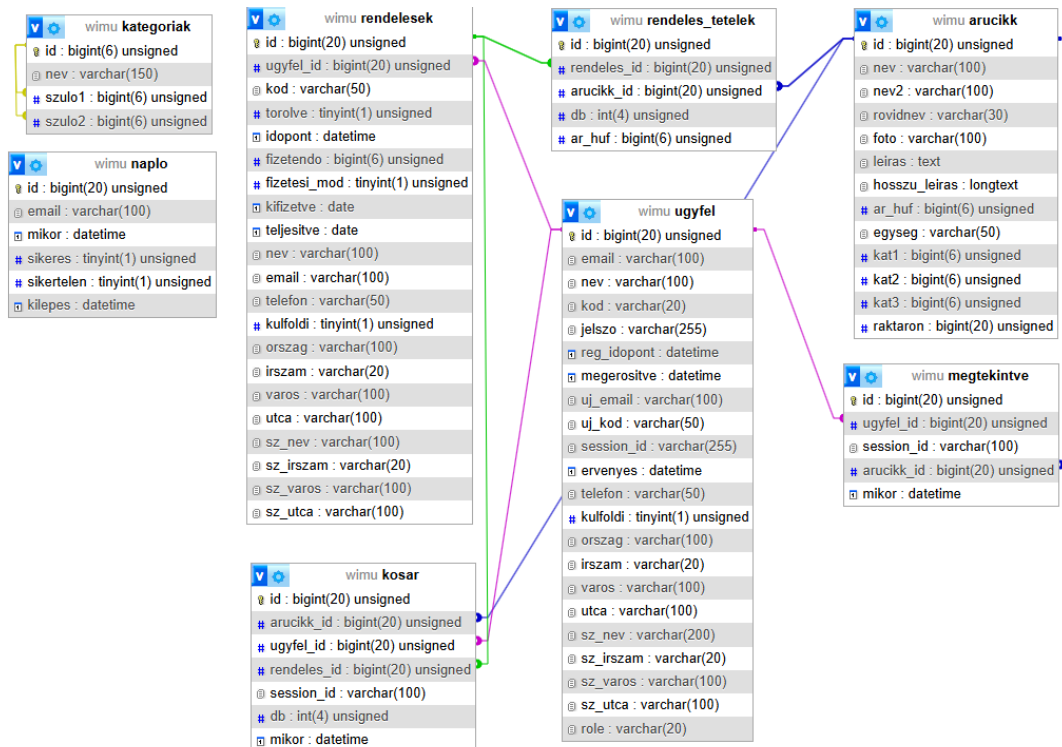 wimu kategoriak
id : bigint(6) unsigned
nev : varchar(150)
szulo1 : bigint(6) unsigned
szulo2 : bigint(6) unsigned
wimu naplo
id : bigint(20) unsigned
email : varchar(100)
mikor : datetime
sikeres : tinyint(1) unsigned
sikertelen : tinyint(1) unsigned
kilepes : datetime
wimu rendelesek
id : bigint(20) unsigned
ugyfel_id : bigint(20) unsigned
kod : varchar(50)
torolve : tinyint(1) unsigned
idopont : datetime
fizetendo : bigint(6) unsigned
fizetesi_mod : tinyint(1) unsigned
kifizetve : date
teljesitve : date
nev : varchar(100)
email : varchar(100)
telefon : varchar(50)
kulfoldi : tinyint(1) unsigned
orszag : varchar(100)
irszam : varchar(20)
varos : varchar(100)
utca : varchar(100)
sz_nev : varchar(100)
sz_irszam : varchar(20)
sz_varos : varchar(100)
sz_utca : varchar(100)
wimu kosar
id : bigint(20) unsigned
arucikk_id : bigint(20) unsigned
ugyfel_id : bigint(20) unsigned
rendeles_id : bigint(20) unsigned
session_id : varchar(100)
db : int(4) unsigned
mikor : datetime
wimu rendeles_tetelek
id : bigint(20) unsigned
rendeles_id : bigint(20) unsigned
arucikk_id : bigint(20) unsigned
db : int(4) unsigned
ar_huf : bigint(6) unsigned
wimu ugyfel
id : bigint(20) unsigned
email : varchar(100)
nev : varchar(100)
kod : varchar(20)
jelszo : varchar(255)
reg_idopont : datetime
megerositve : datetime
uj_email : varchar(100)
uj_kod : varchar(50)
session_id : varchar(255)
ervenyes : datetime
telefon : varchar(50)
kulfoldi : tinyint(1) unsigned
orszag : varchar(100)
irszam : varchar(20)
varos : varchar(100)
utca : varchar(100)
sz_nev : varchar(200)
sz_irszam : varchar(20)
sz_varos : varchar(100)
sz_utca : varchar(100)
role : varchar(20)
wimu arucikk
id : bigint(20) unsigned
nev : varchar(100)
nev2 : varchar(100)
rovidnev : varchar(30)
foto : varchar(100)
leiras : text
hosszu_leiras : longtext
ar_huf : bigint(6) unsigned
egyseg : varchar(50)
kat1 : bigint(6) unsigned
kat2 : bigint(6) unsigned
kat3 : bigint(6) unsigned
raktaron : bigint(20) unsigned
wimu megtekintve
id : bigint(20) unsigned
ugyfel_id : bigint(20) unsigned
session_id : varchar(100)
arucikk_id : bigint(20) unsigned
mikor : datetime